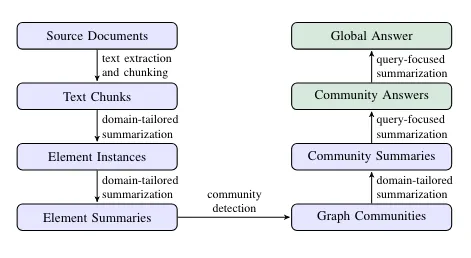 Source Documents
text extraction
and chunking
Text Chunks
domain-tailored
summarization
Element Instances
domain-tailored
summarization
Element Summaries
community
detection
Graph Communities
domain-tailored
summarization
Community Summaries
query-focused
summarization
Community Answers
query-focused
summarization
Global Answer